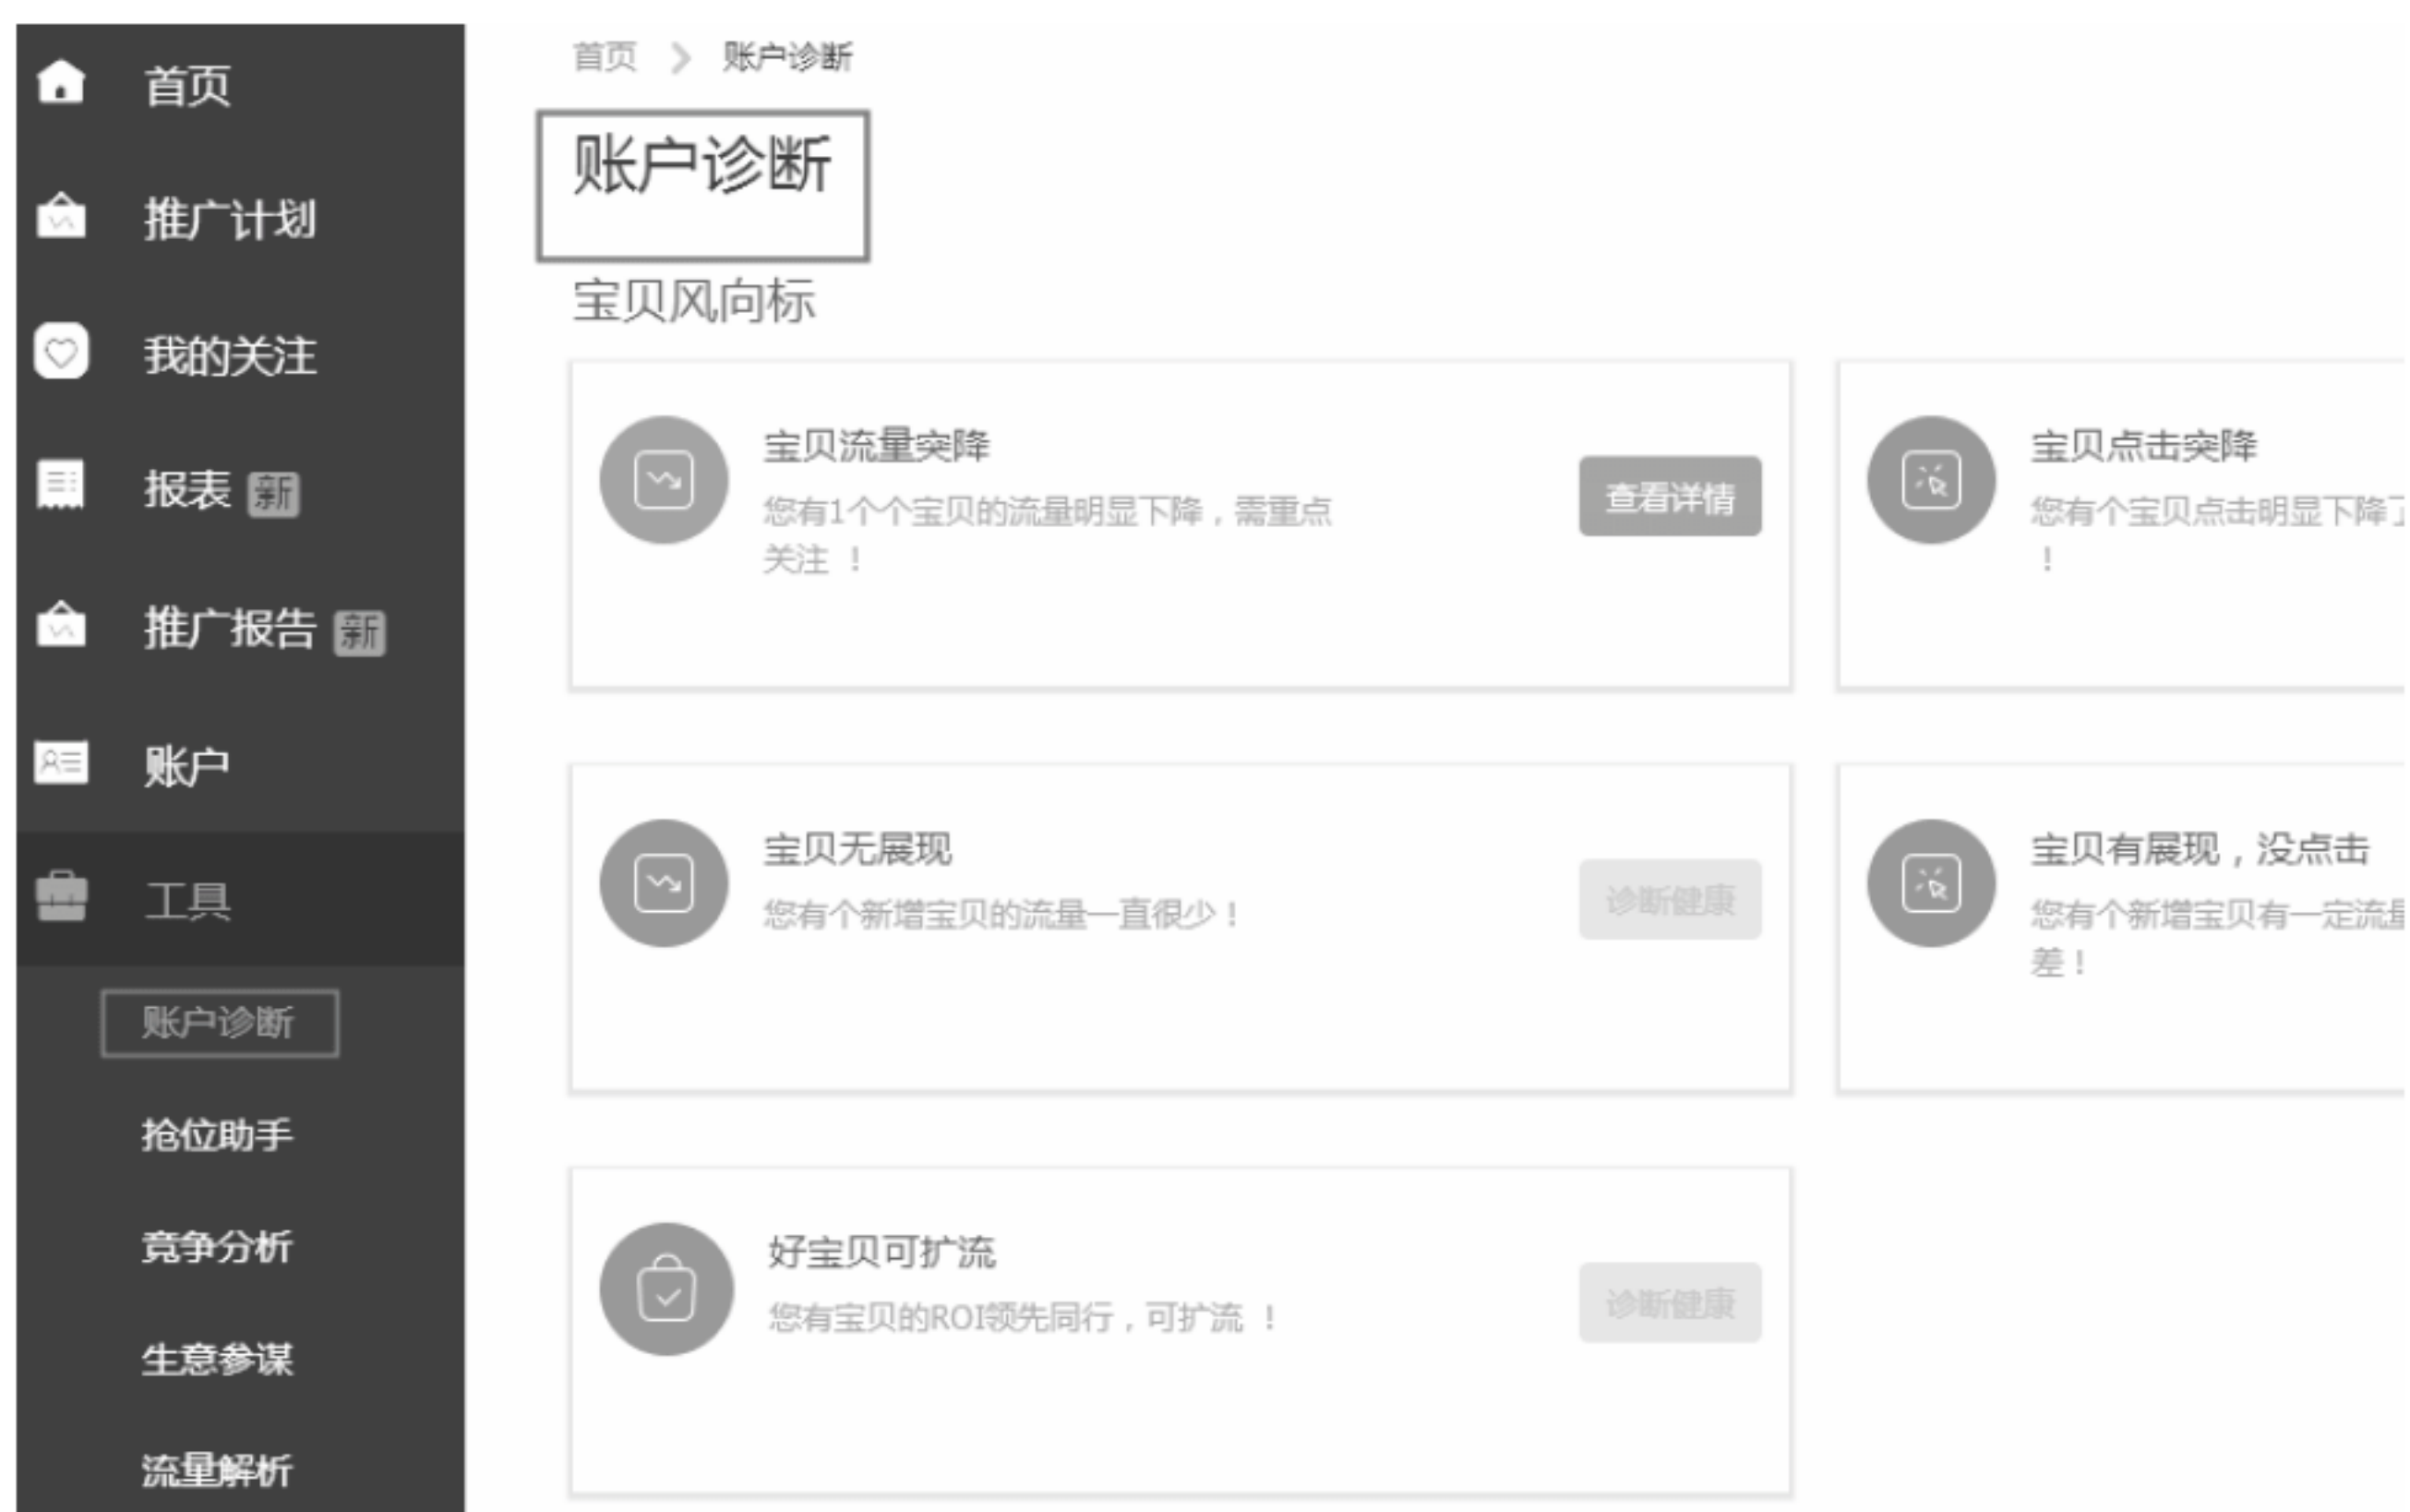 首页
推广计划
我的关注
报表 新
推广报告 新
账户
工具
账户诊断
抢位助手
竞争分析
生意参谋
流量解析
首页 > 账户诊断
账户诊断
宝贝风向标
宝贝流量突降
您有1个个宝贝的流量明显下降，需重点
关注 ！
查看详情
宝贝点击突降
您有个宝贝点击明显下降了
！
宝贝无展现
您有个新增宝贝的流量一直很少！
诊断健康
宝贝有展现，没点击
您有个新增宝贝有一定流量
差！
好宝贝可扩流
您有宝贝的ROI领先同行，可扩流 ！
诊断健康